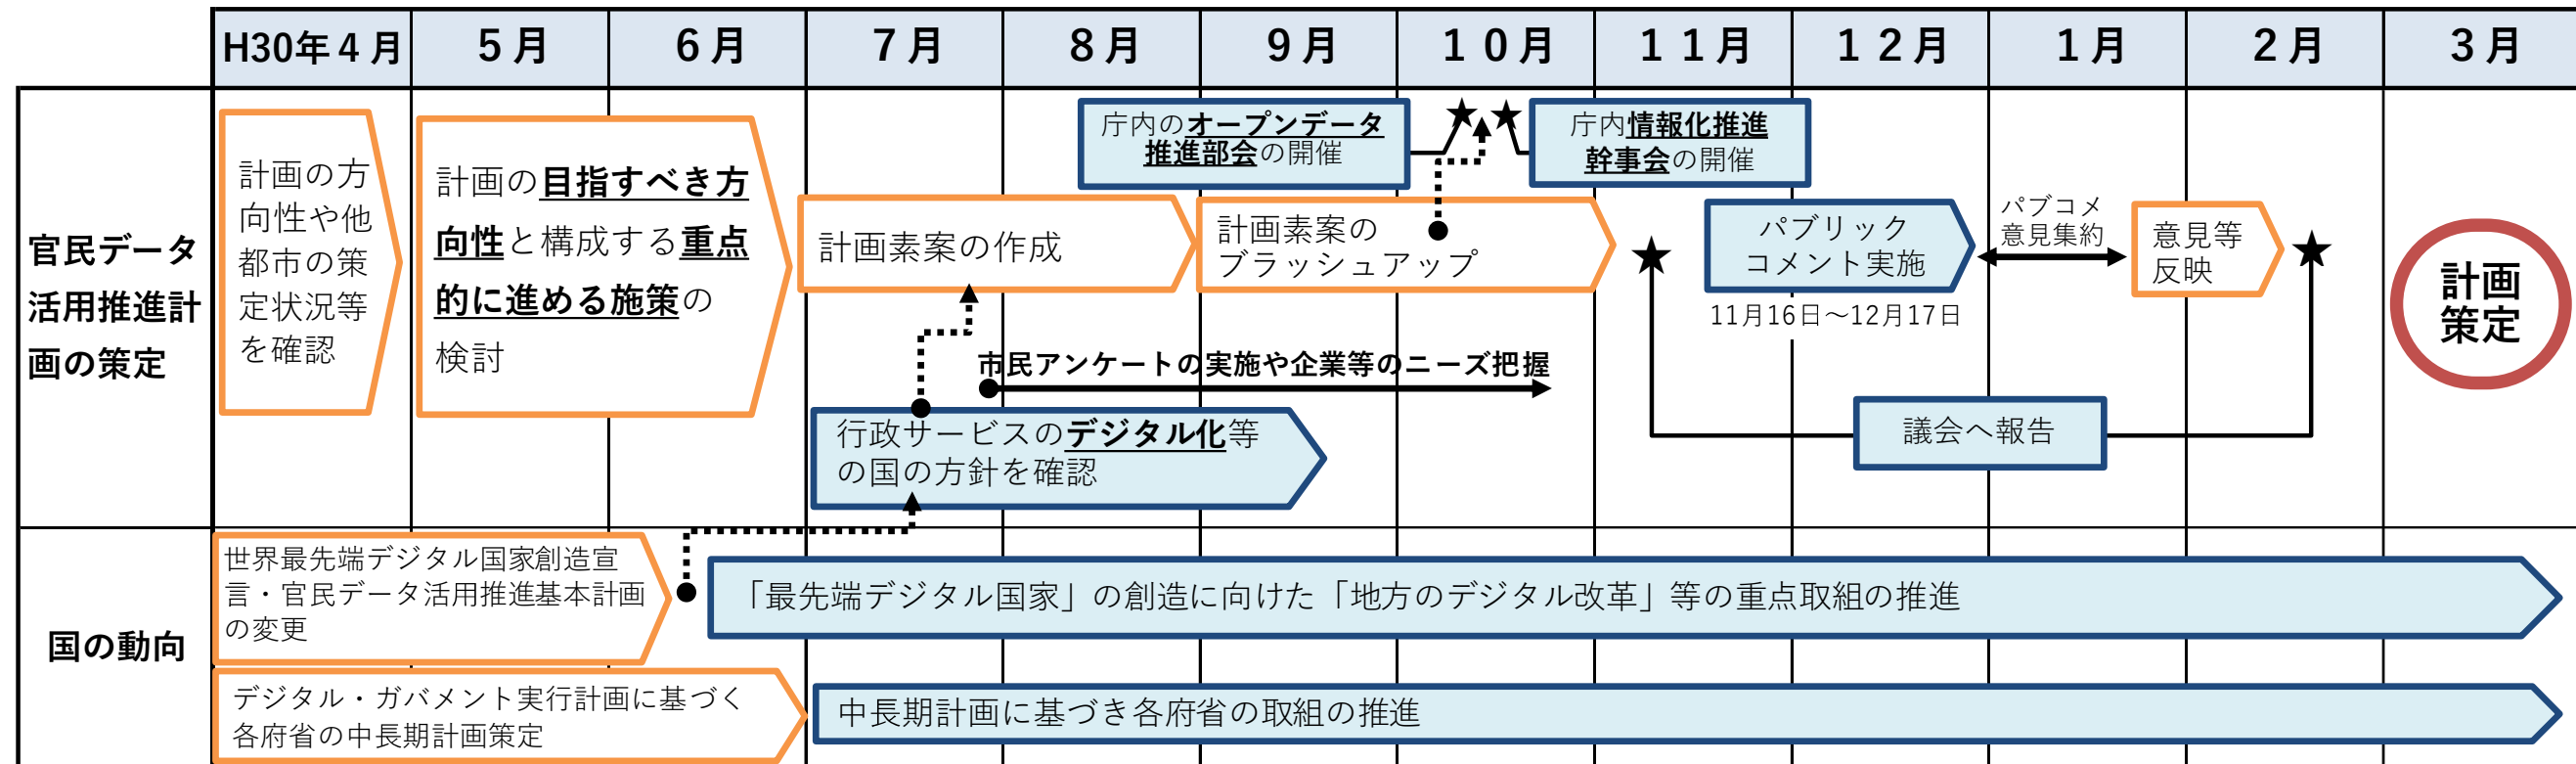 H30年４月
５月
６月
７月
８月
９月
１０月
１１月
１２月
１月
２月
３月
官民データ
活用推進計
画の策定
計画の方
向性や他
都市の策
定状況等
を確認
計画の目指すべき方
向性と構成する重点
的に進める施策の
検討
計画素案の作成
庁内のオープンデータ
推進部会の開催
計画素案の
ブラッシュアップ
庁内情報化推進
幹事会の開催
パブリック
コメント実施
11月16日～12月17日
パブコメ
意見集約
意見等
反映
計画
策定
市民アンケートの実施や企業等のニーズ把握
行政サービスのデジタル化等
の国の方針を確認
議会へ報告
国の動向
世界最先端デジタル国家創造宣
言・官民データ活用推進基本計画
の変更
「最先端デジタル国家」の創造に向けた「地方のデジタル改革」等の重点取組の推進
デジタル・ガバメント実行計画に基づく
各府省の中長期計画策定
中長期計画に基づき各府省の取組の推進